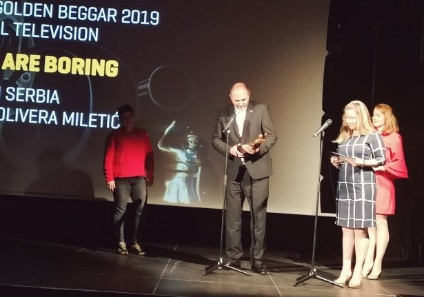 GOLDEN BEGGAR 2019
L TELEVISION
ARE BORING
SERBIA
OLIVERA MILETIĆ